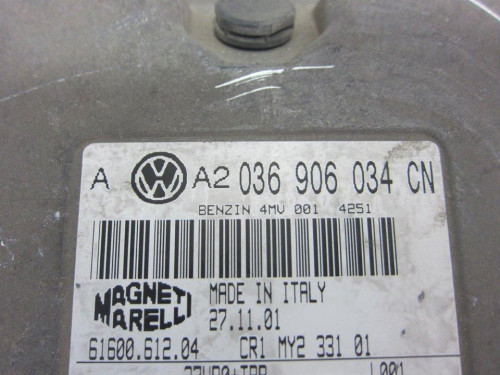 A VW A2 036 906 034 CN
BENZIN 4MV 001 4251
MAGNETI MARELLI
MADE IN ITALY
27.11.01
61600.612.04 CR1 MY2 331 01